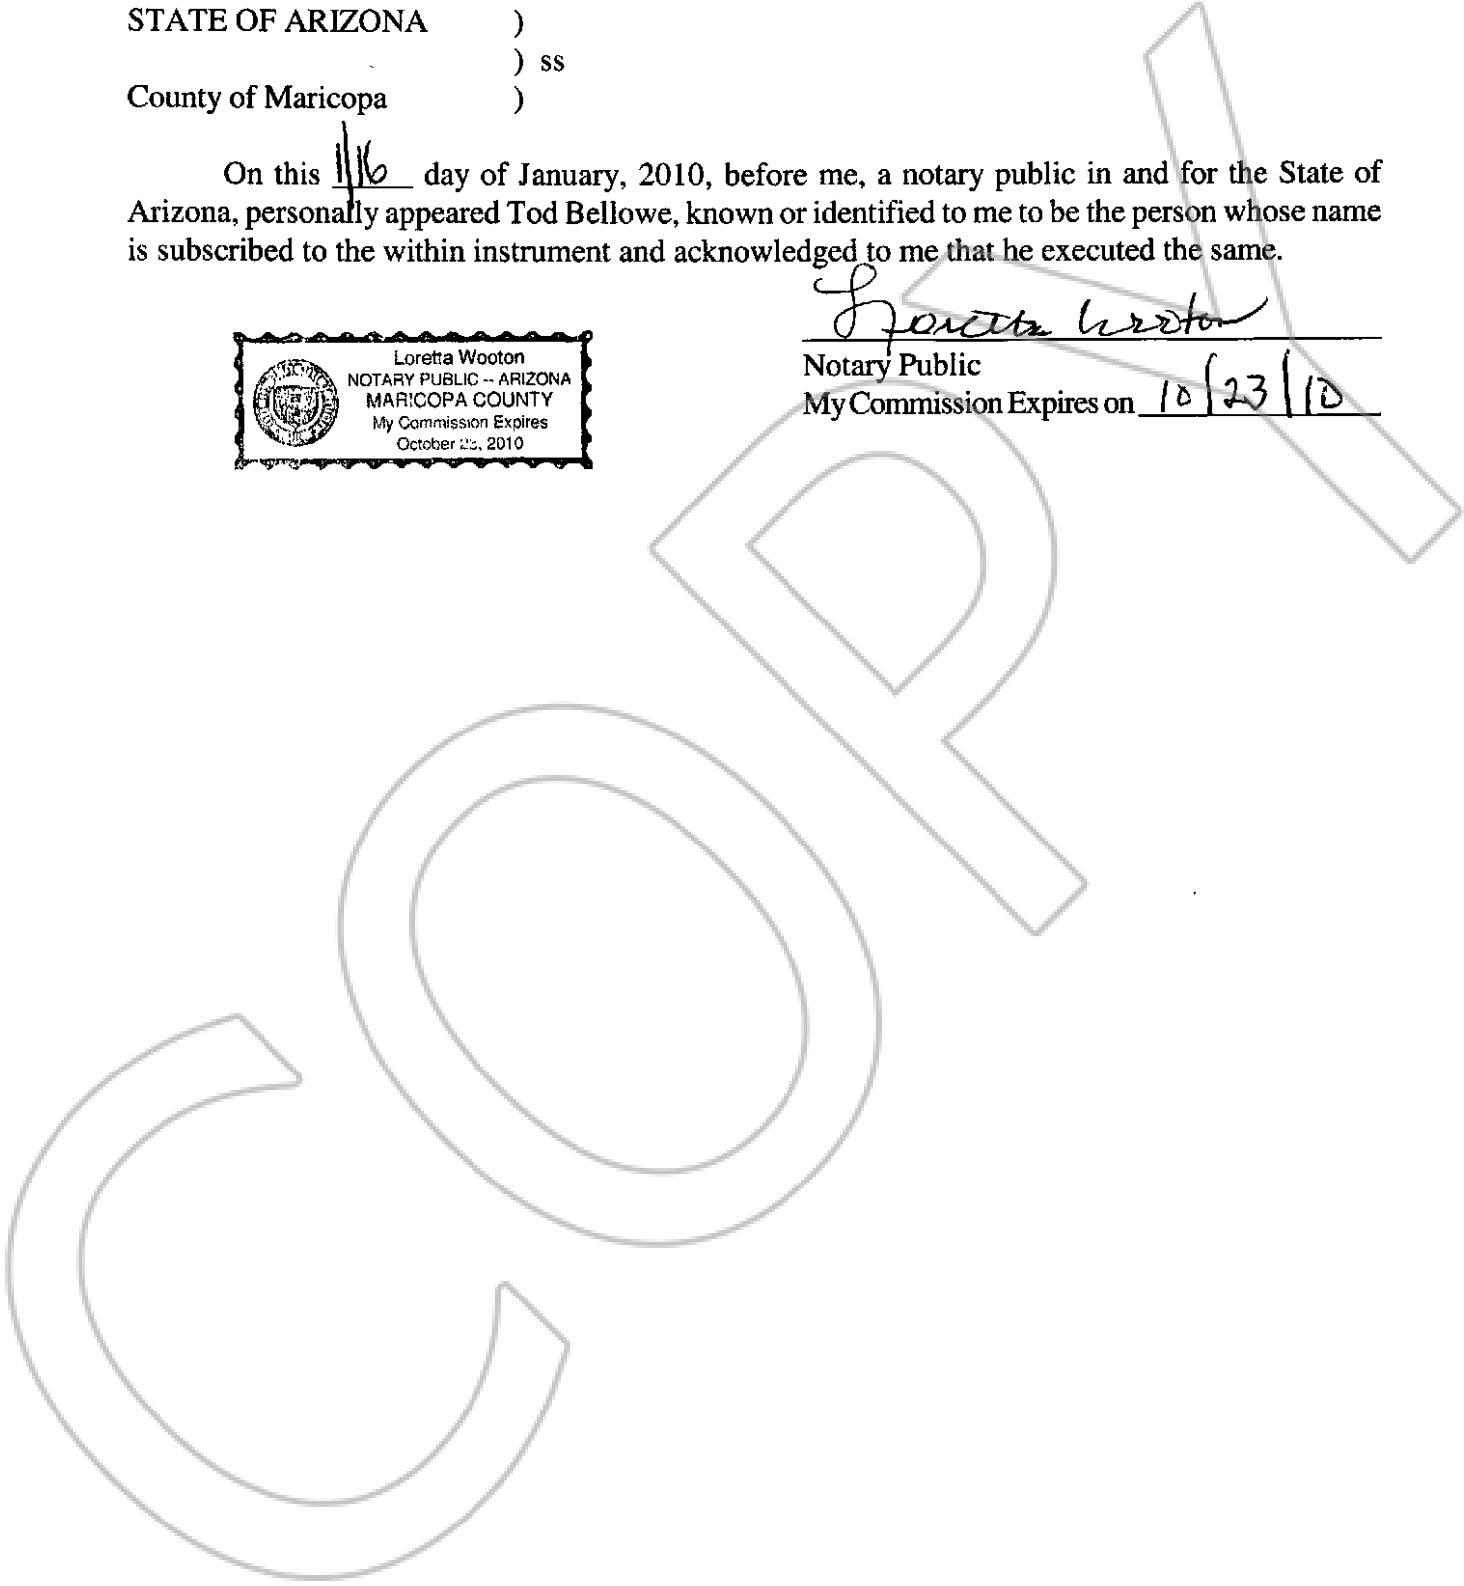 STATE OF ARIZONA )
) ss
County of Maricopa )
On this 1/16 day of January, 2010, before me, a notary public in and for the State of
Arizona, personally appeared Tod Bellowe, known or identified to me to be the person whose name
is subscribed to the within instrument and acknowledged to me that he executed the same.
Loretta Wooton
Notary Public
My Commission Expires on 10/23/10
Loretta Wooton
NOTARY PUBLIC -- ARIZONA
MARICOPA COUNTY
My Commission Expires
October 2010
COPY